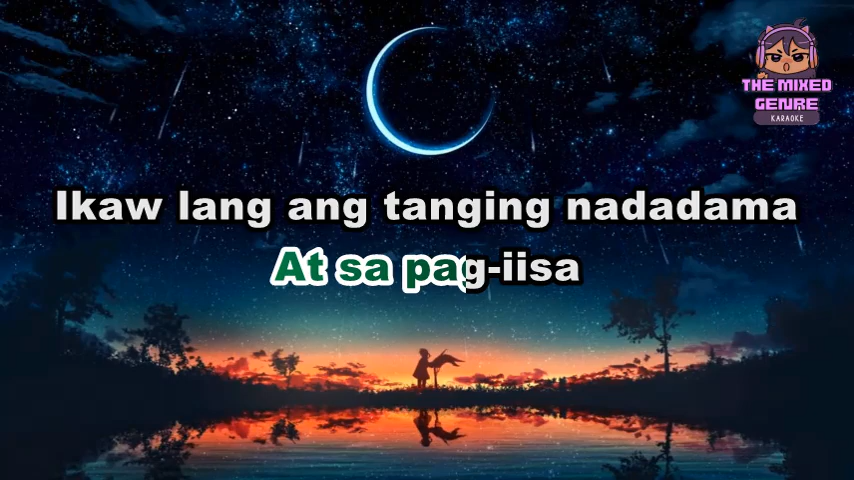 THE MIXED
GENRE
KARAOKE
Ikaw lang ang tanging nadadama
At sa pag-iisa